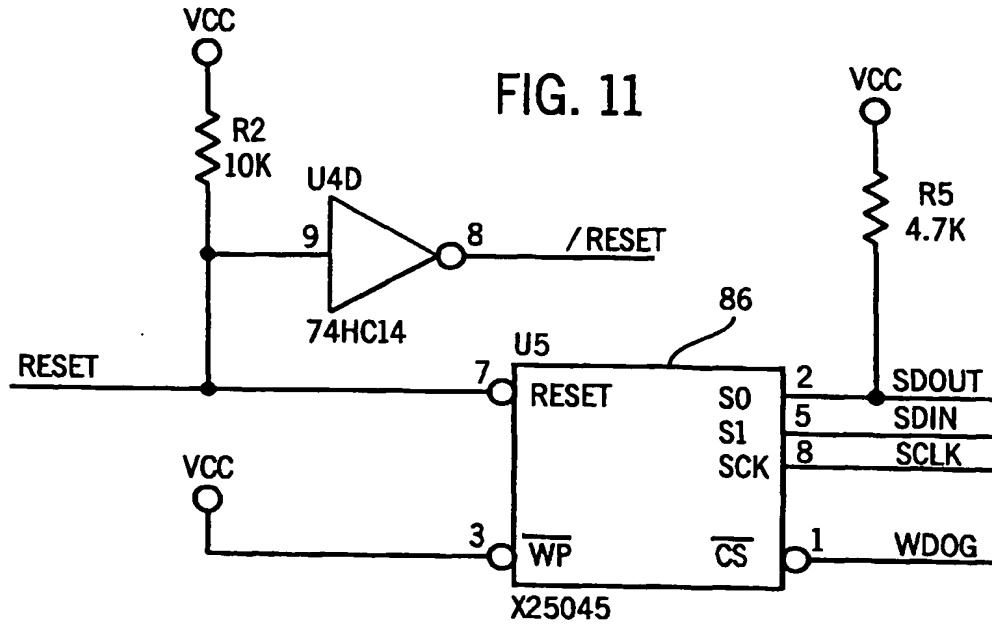 VCC
FIG. 11
VCC
R2
10K
U4D
R5
4.7K
9
8
/RESET
74HC14
86
RESET
U5
7
RESET
S0
2
SDOUT
S1
5
SDIN
SCK
8
SCLK
VCC
3
WP
CS
1
WDOG
X25045